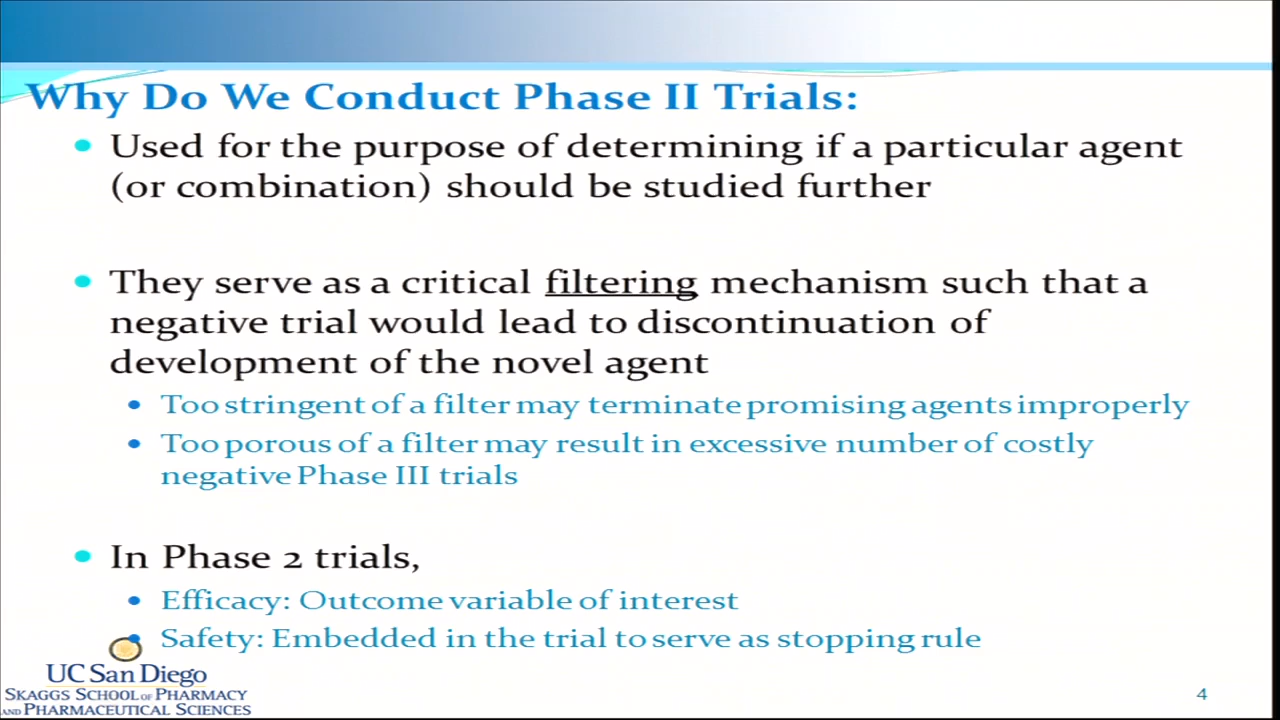 Why Do We Conduct Phase II Trials:
Used for the purpose of determining if a particular agent
(or combination) should be studied further
They serve as a critical filtering mechanism such that a
negative trial would lead to discontinuation of
development of the novel agent
Too stringent of a filter may terminate promising agents improperly
Too porous of a filter may result in excessive number of costly
negative Phase III trials
In Phase 2 trials,
Efficacy: Outcome variable of interest
Safety: Embedded in the trial to serve as stopping rule
UC San Diego
SKAGGS SCHOOL OF PHARMACY
AND PHARMACEUTICAL SCIENCES
4